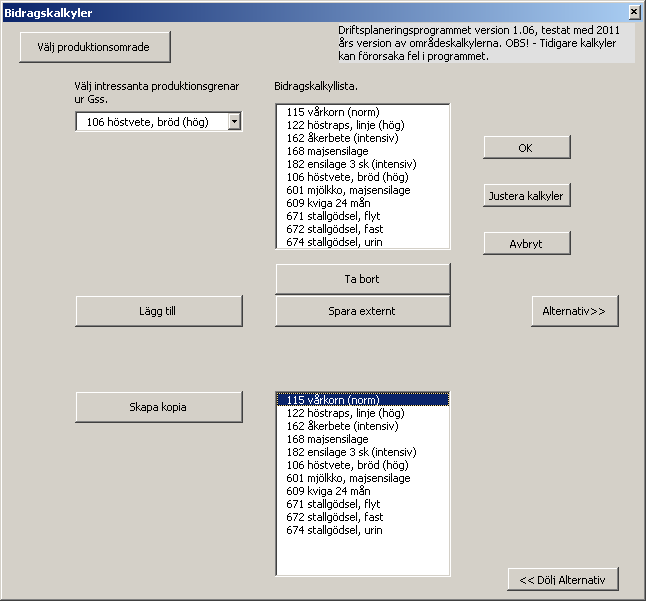 Bidragskalkyler
Välj produktionsområde
Driftsplaneringsprogrammet version 1.06, testat med 2011
års version av områdeskalkylerna. OBS! - Tidigare kalkyler
kan förorsaka fel i programmet.
Välj intressanta produktionsgrenar
ur Gss.
106 höstvete, bröd (hög)
Bidragskalkyllista.
115 vårkorn (norm)
122 höstraps, linje (hög)
162 åkerbete (intensiv)
168 majsensilage
182 ensilage 3 sk (intensiv)
106 höstvete, bröd (hög)
601 mjölkko, majsensilage
609 kviga 24 mån
671 stallgödsel, flyt
672 stallgödsel, fast
674 stallgödsel, urin
OK
Justera kalkyler
Avbryt
Ta bort
Lägg till
Spara externt
Alternativ>>
Skapa kopia
115 vårkorn (norm)
122 höstraps, linje (hög)
162 åkerbete (intensiv)
168 majsensilage
182 ensilage 3 sk (intensiv)
106 höstvete, bröd (hög)
601 mjölkko, majsensilage
609 kviga 24 mån
671 stallgödsel, flyt
672 stallgödsel, fast
674 stallgödsel, urin
<< Dölj Alternativ